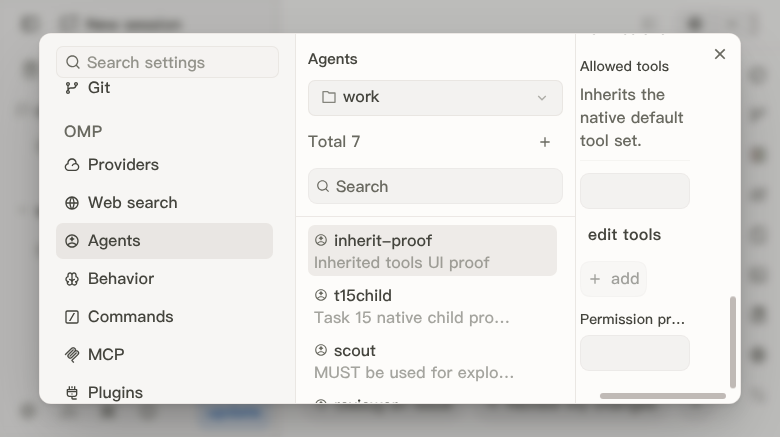 Search settings
Git
OMP
Providers
Web search
Agents
Behavior
Commands
MCP
Plugins
Agents
work
Total 7
Search
inherit-proof
Inherited tools UI proof
t15child
Task 15 native child pro...
scout
MUST be used for explo...
Allowed tools
Inherits the
native default
tool set.
edit tools
add
Permission pr...